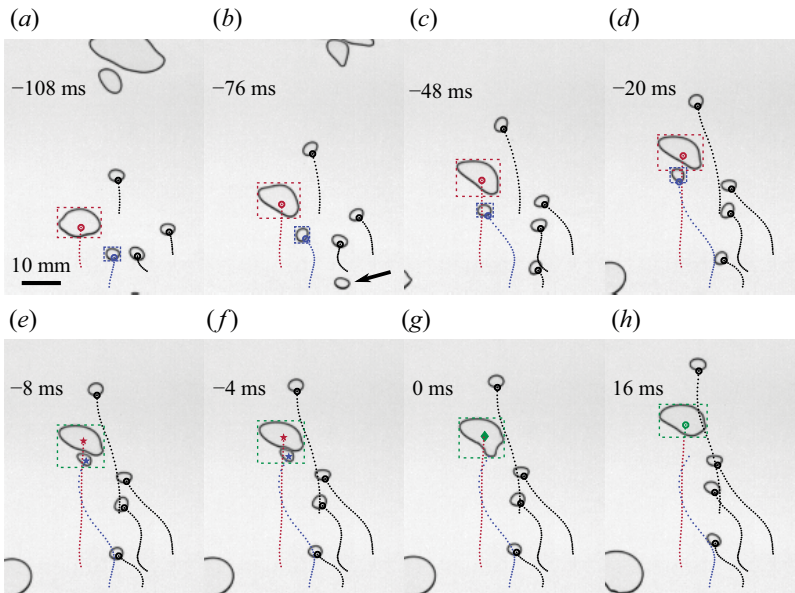 (a)
(b)
(c)
(d)
−108 ms
−76 ms
−48 ms
−20 ms
10 mm
(e)
(f)
(g)
(h)
−8 ms
−4 ms
0 ms
16 ms